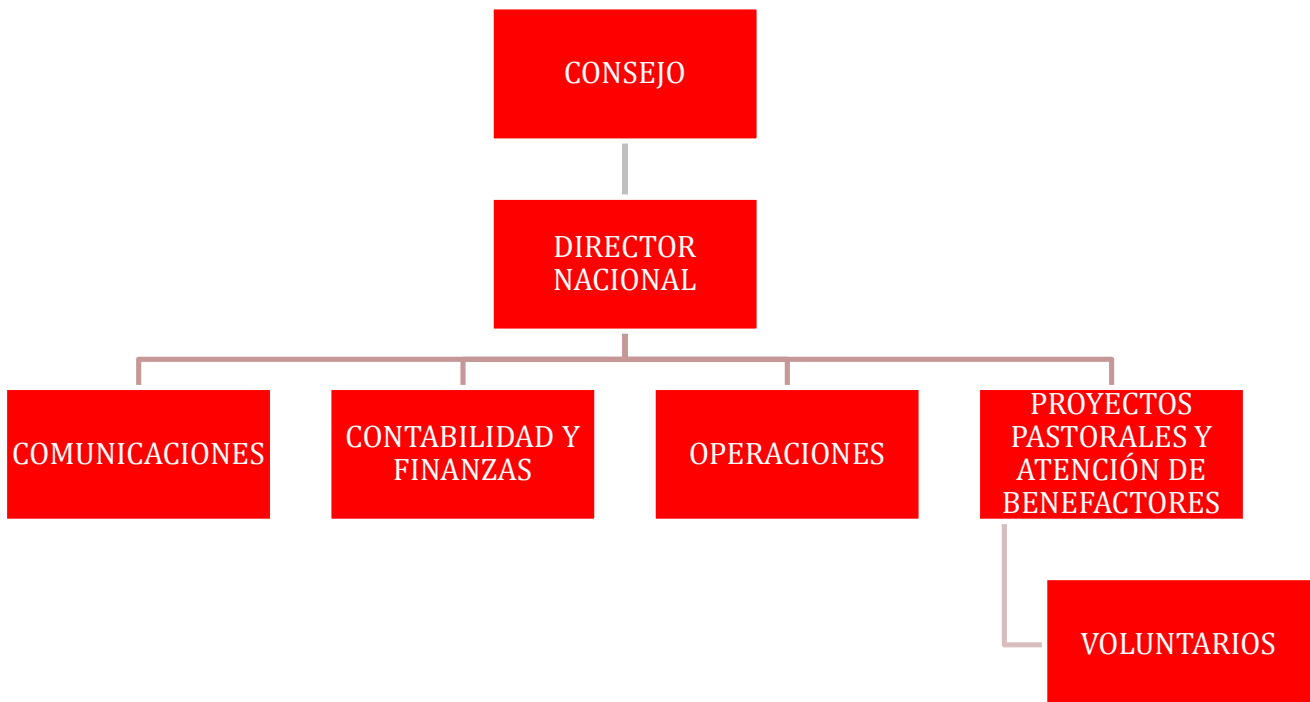 CONSEJO
DIRECTOR
NACIONAL
COMUNICACIONES
CONTABILIDAD Y
FINANZAS
OPERACIONES
PROYECTOS
PASTORALES Y
ATENCIÓN DE
BENEFACTORES
VOLUNTARIOS